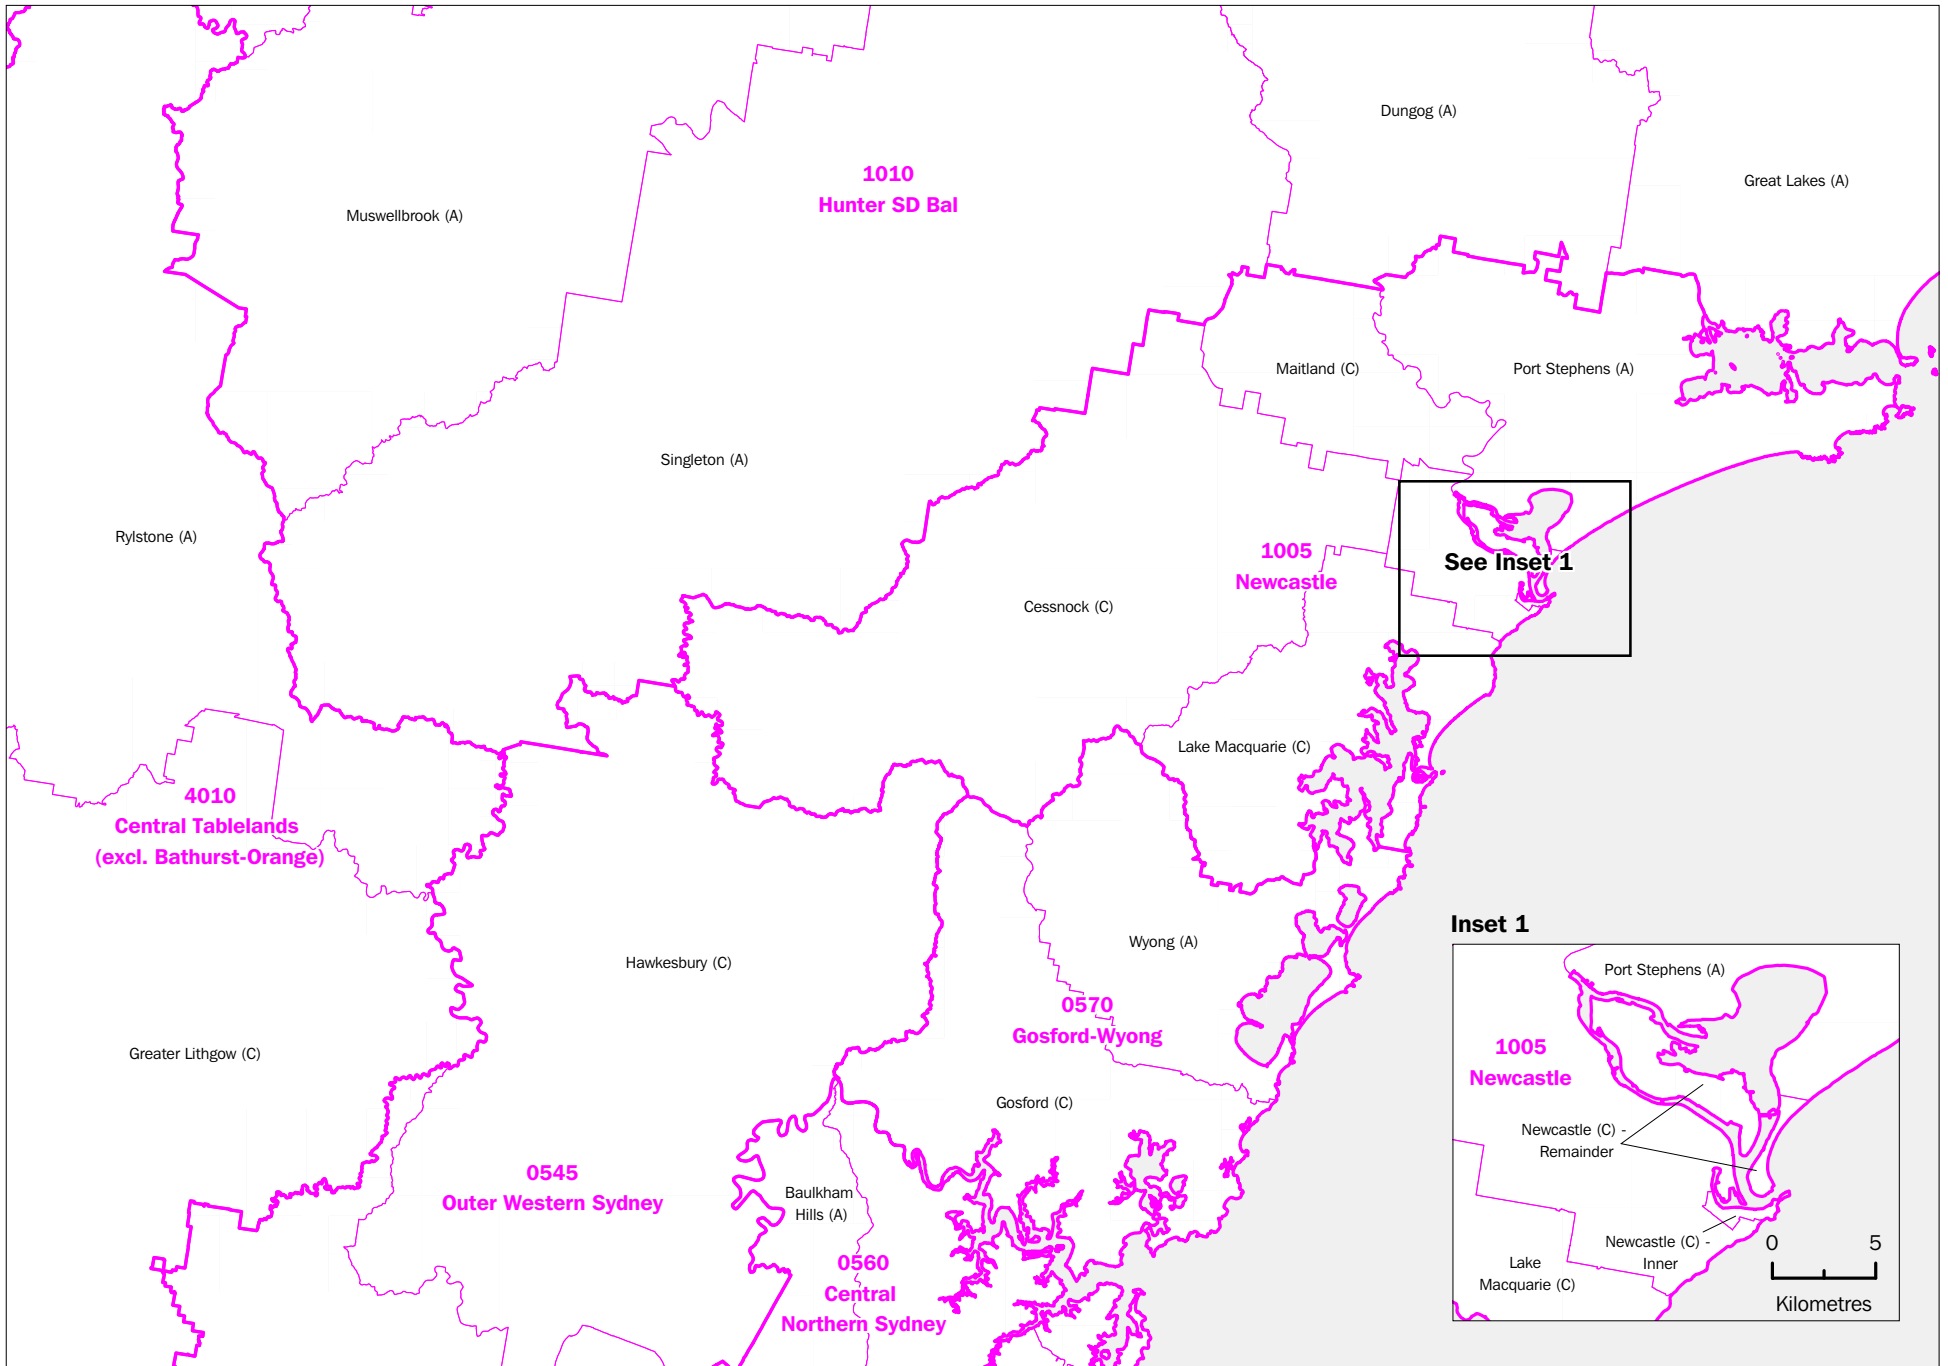 Dungog (A)
1010
Hunter SD Bal
Great Lakes (A)
Muswellbrook (A)
Maitland (C)
Port Stephens (A)
Singleton (A)
Rylstone (A)
1005
Newcastle
See Inset 1
Cessnock (C)
Lake Macquarie (C)
4010
Central Tablelands
(excl. Bathurst-Orange)
Hawkesbury (C)
Wyong (A)
0570
Gosford-Wyong
Greater Lithgow (C)
Gosford (C)
0545
Outer Western Sydney
Baulkham
Hills (A)
0560
Central
Northern Sydney
Inset 1
Port Stephens (A)
1005
Newcastle
Newcastle (C) -
Remainder
Newcastle (C) -
Inner
Lake
Macquarie (C)
0 5
Kilometres